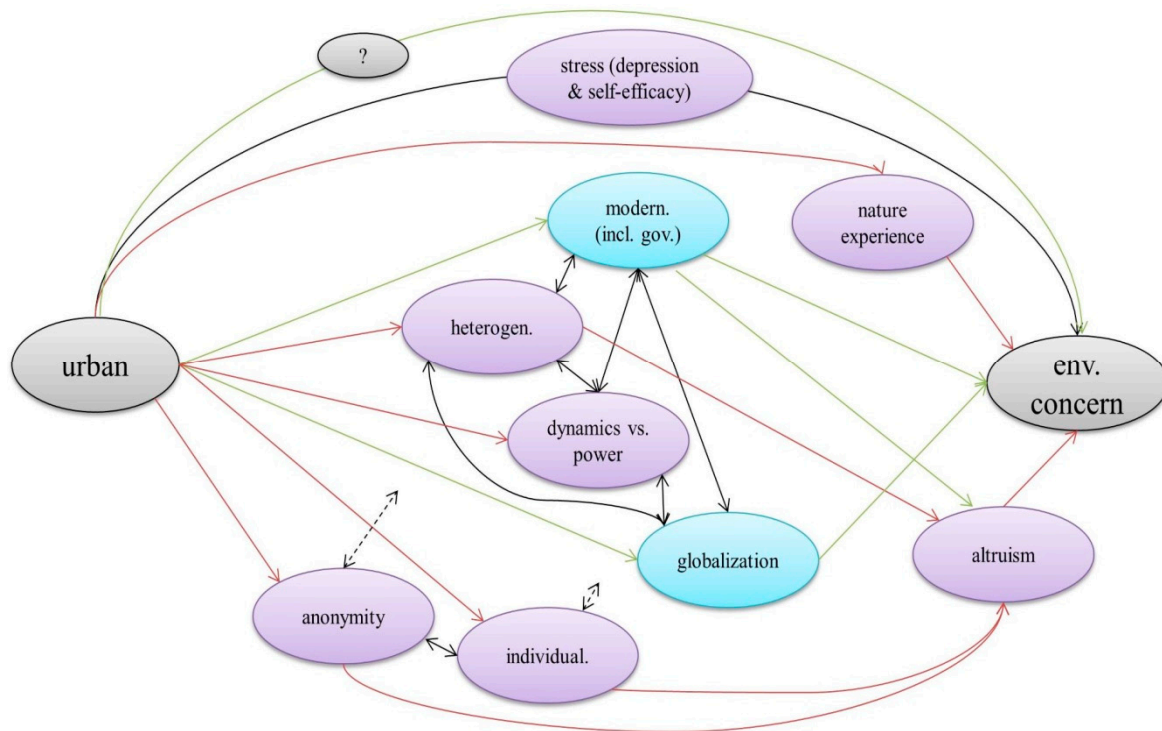 ?
stress (depression
& self-efficacy)
modern.
(incl. gov.)
nature
experience
heterogen.
urban
env.
concern
dynamics vs.
power
globalization
altruism
anonymity
individual.